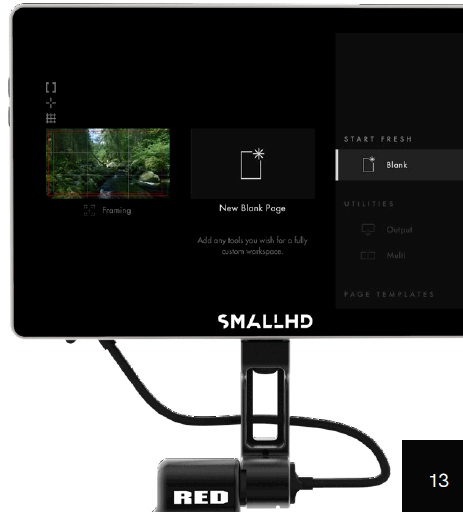 START FRESH
Blank
Framing
New Blank Page
UTILITIES
Output
Multi
Add any tools you wish for a fully
custom workspace.
PAGE TEMPLATES
SMALLHD
RED
13